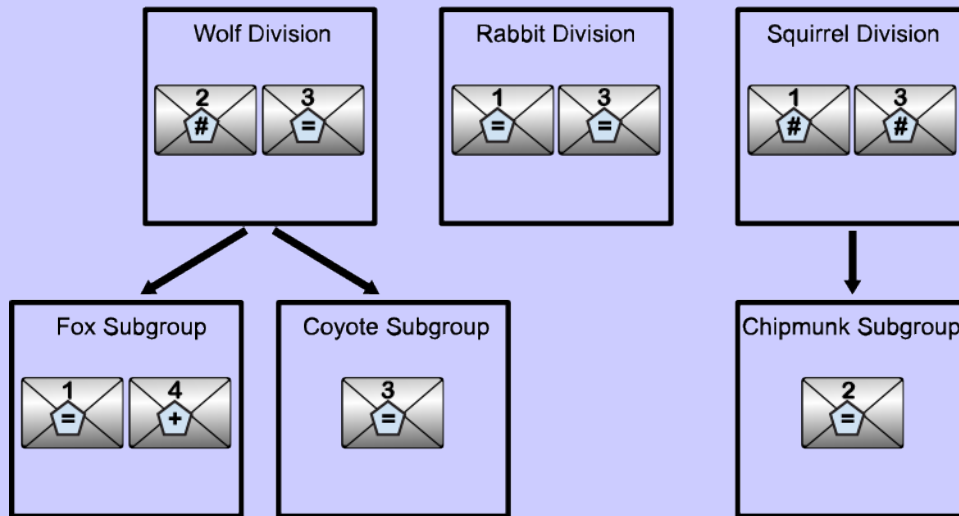 Wolf Division
2 3
# =
Rabbit Division
1 3
= =
Squirrel Division
1 3
# #
Fox Subgroup
1 4
= +
Coyote Subgroup
3
=
Chipmunk Subgroup
2
=